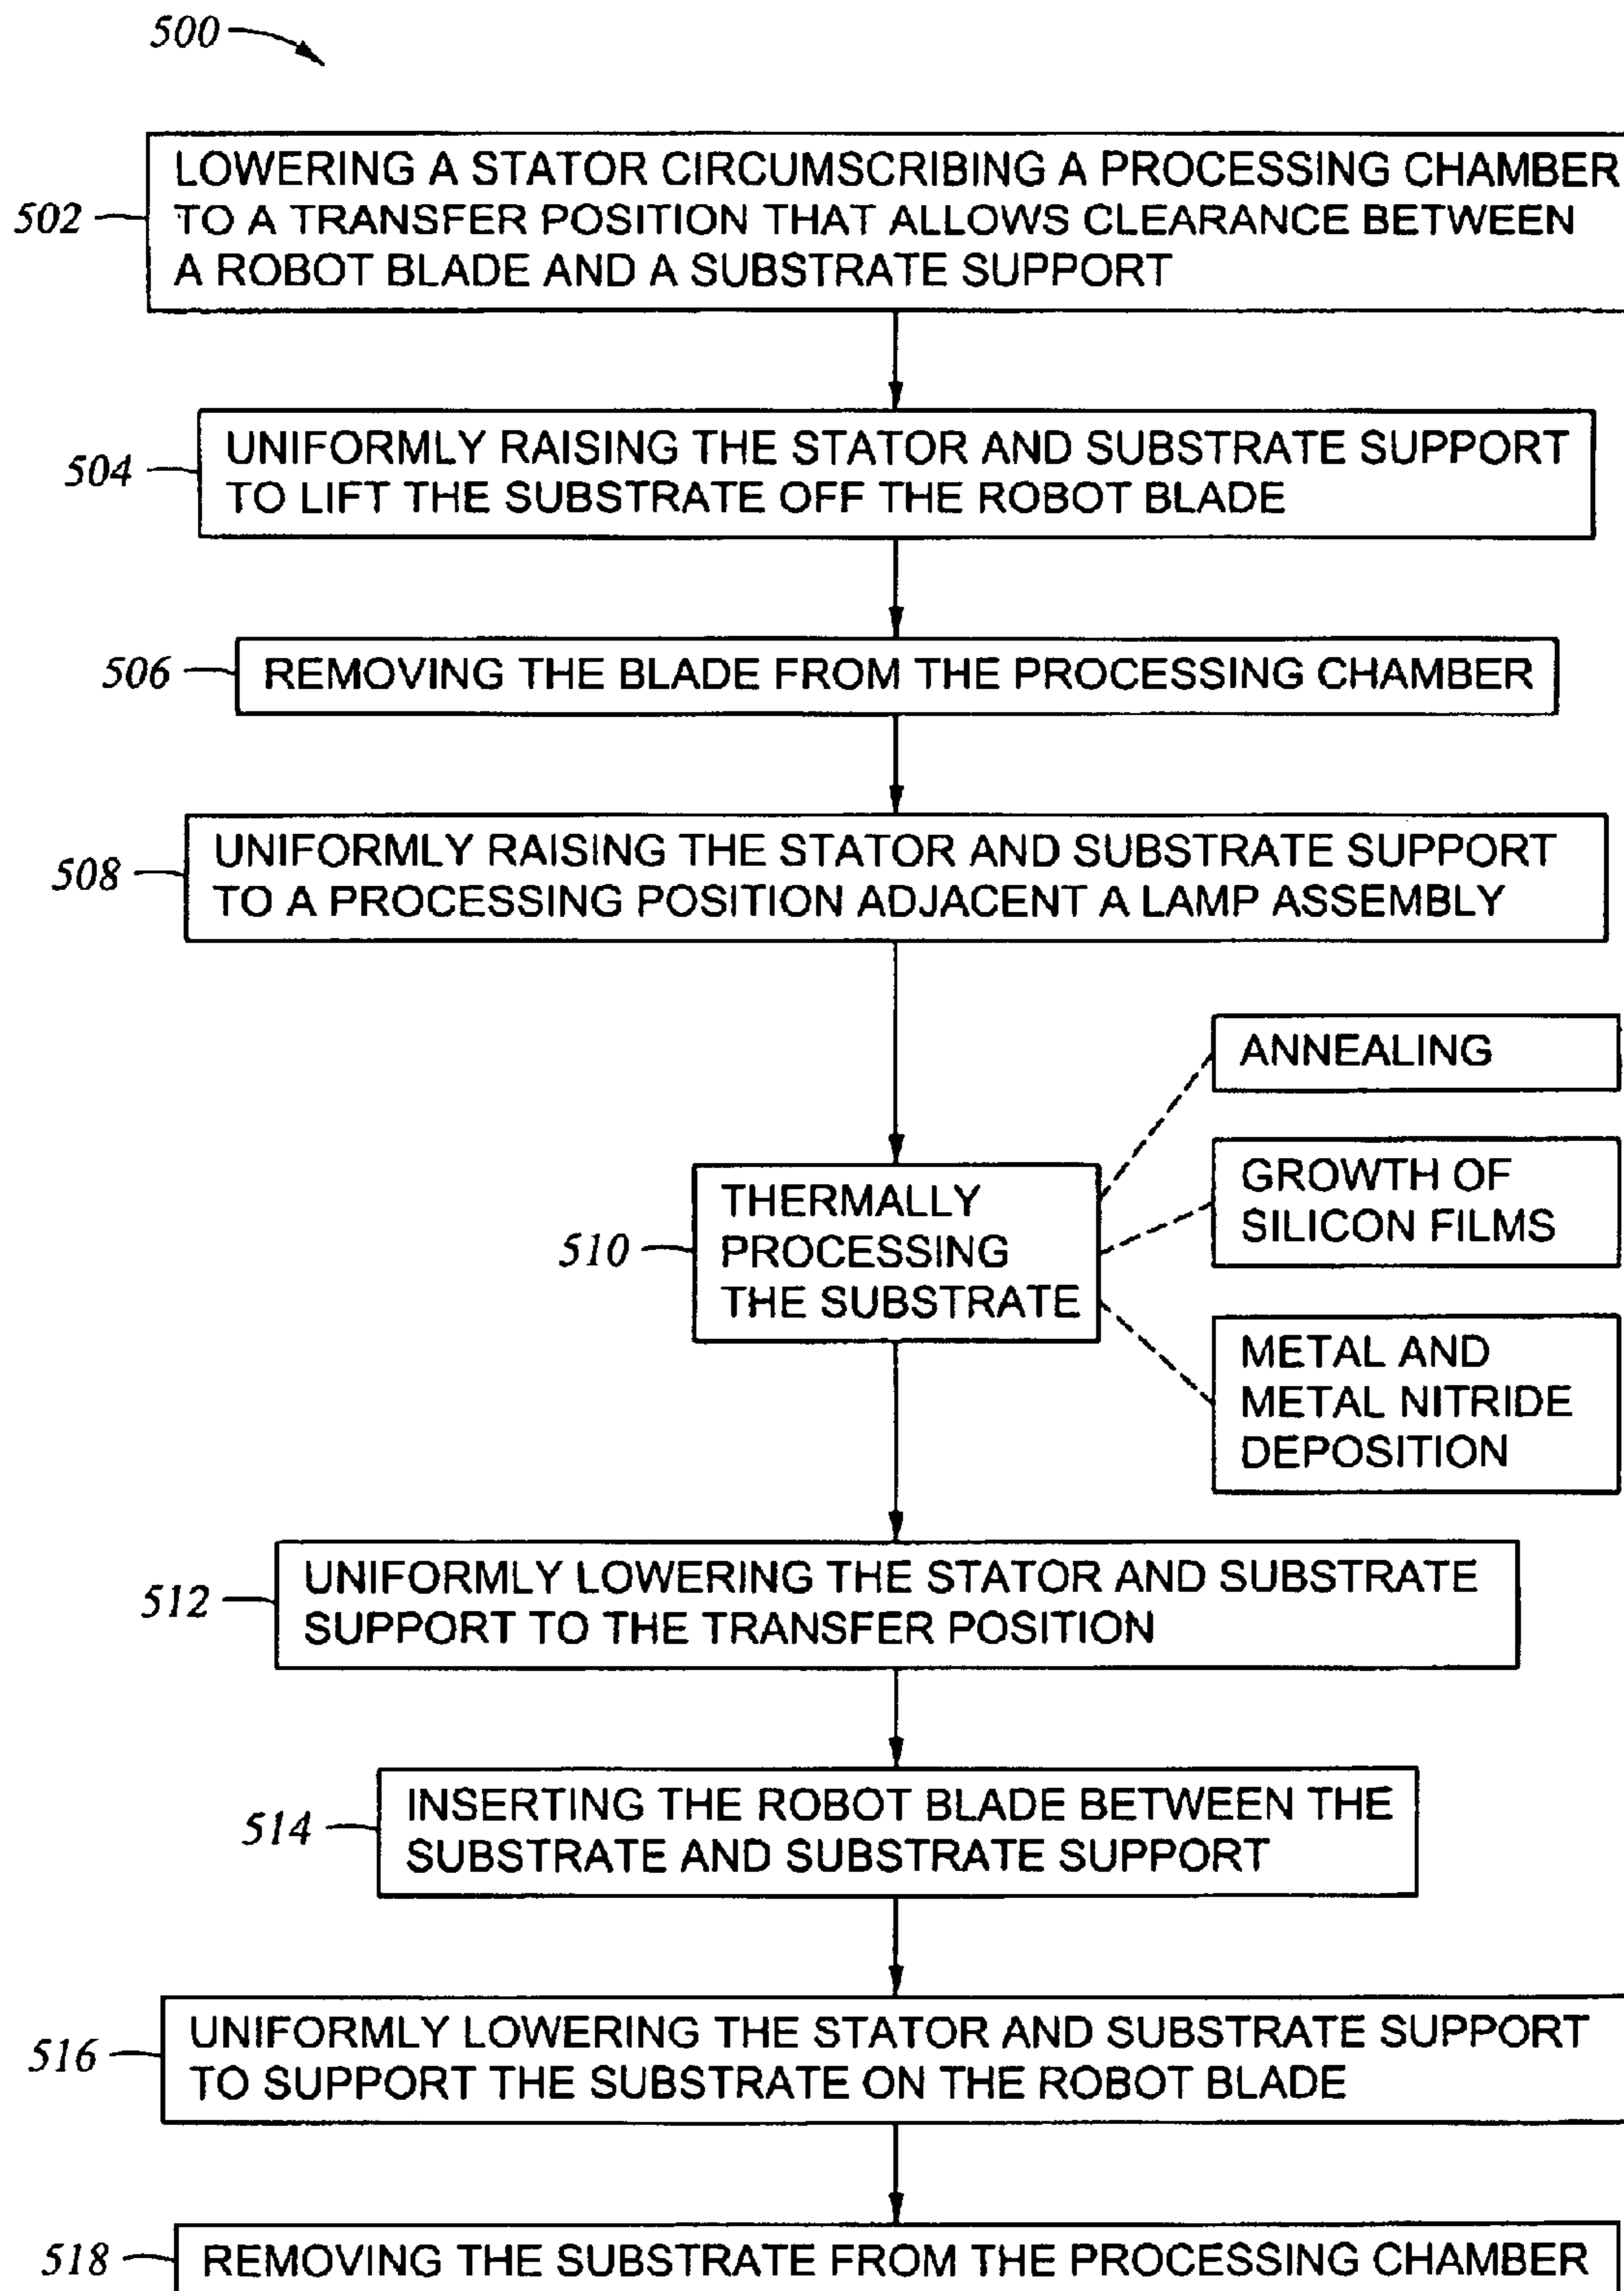 500
502
LOWERING A STATOR CIRCUMSCRIBING A PROCESSING CHAMBER
TO A TRANSFER POSITION THAT ALLOWS CLEARANCE BETWEEN
A ROBOT BLADE AND A SUBSTRATE SUPPORT
504
UNIFORMLY RAISING THE STATOR AND SUBSTRATE SUPPORT
TO LIFT THE SUBSTRATE OFF THE ROBOT BLADE
506
REMOVING THE BLADE FROM THE PROCESSING CHAMBER
508
UNIFORMLY RAISING THE STATOR AND SUBSTRATE SUPPORT
TO A PROCESSING POSITION ADJACENT A LAMP ASSEMBLY
510
THERMALLY
PROCESSING
THE SUBSTRATE
ANNEALING
GROWTH OF
SILICON FILMS
METAL AND
METAL NITRIDE
DEPOSITION
512
UNIFORMLY LOWERING THE STATOR AND SUBSTRATE
SUPPORT TO THE TRANSFER POSITION
514
INSERTING THE ROBOT BLADE BETWEEN THE
SUBSTRATE AND SUBSTRATE SUPPORT
516
UNIFORMLY LOWERING THE STATOR AND SUBSTRATE SUPPORT
TO SUPPORT THE SUBSTRATE ON THE ROBOT BLADE
518
REMOVING THE SUBSTRATE FROM THE PROCESSING CHAMBER